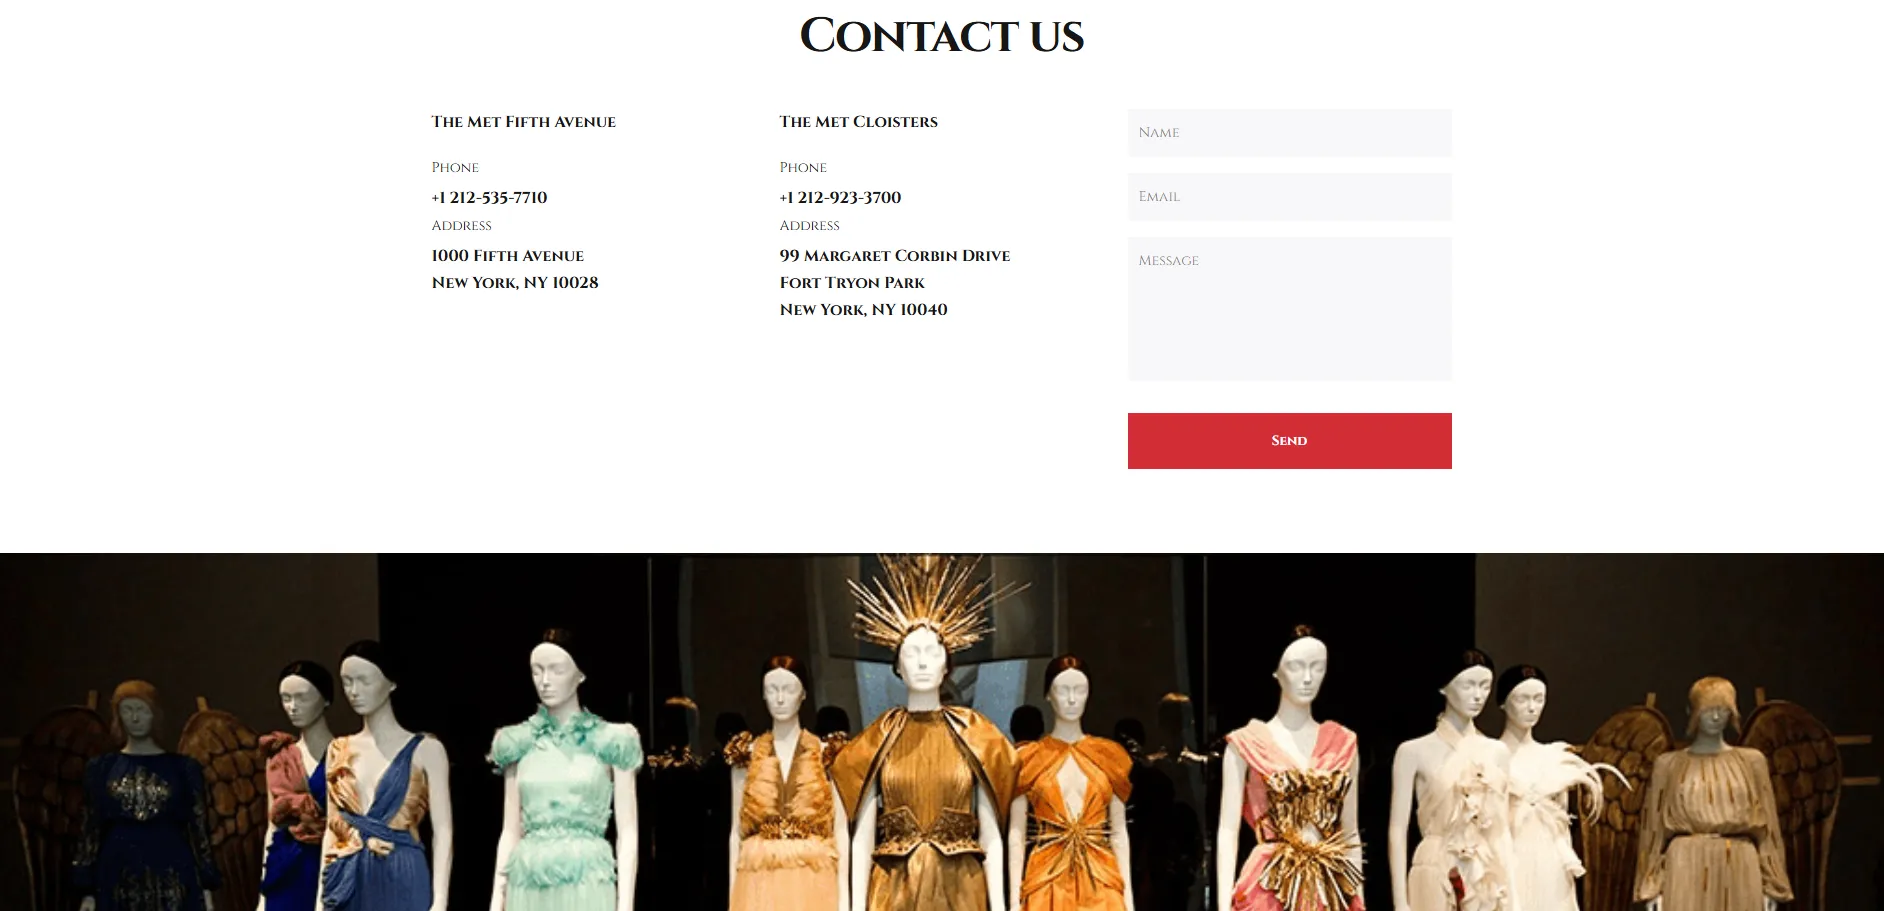 Contact us
The Met Fifth Avenue
Phone
+1 212-535-7710
Address
1000 Fifth Avenue
New York, NY 10028
The Met Cloisters
Phone
+1 212-923-3700
Address
99 Margaret Corbin Drive
Fort Tryon Park
New York, NY 10040
Name
Email
Message
Send